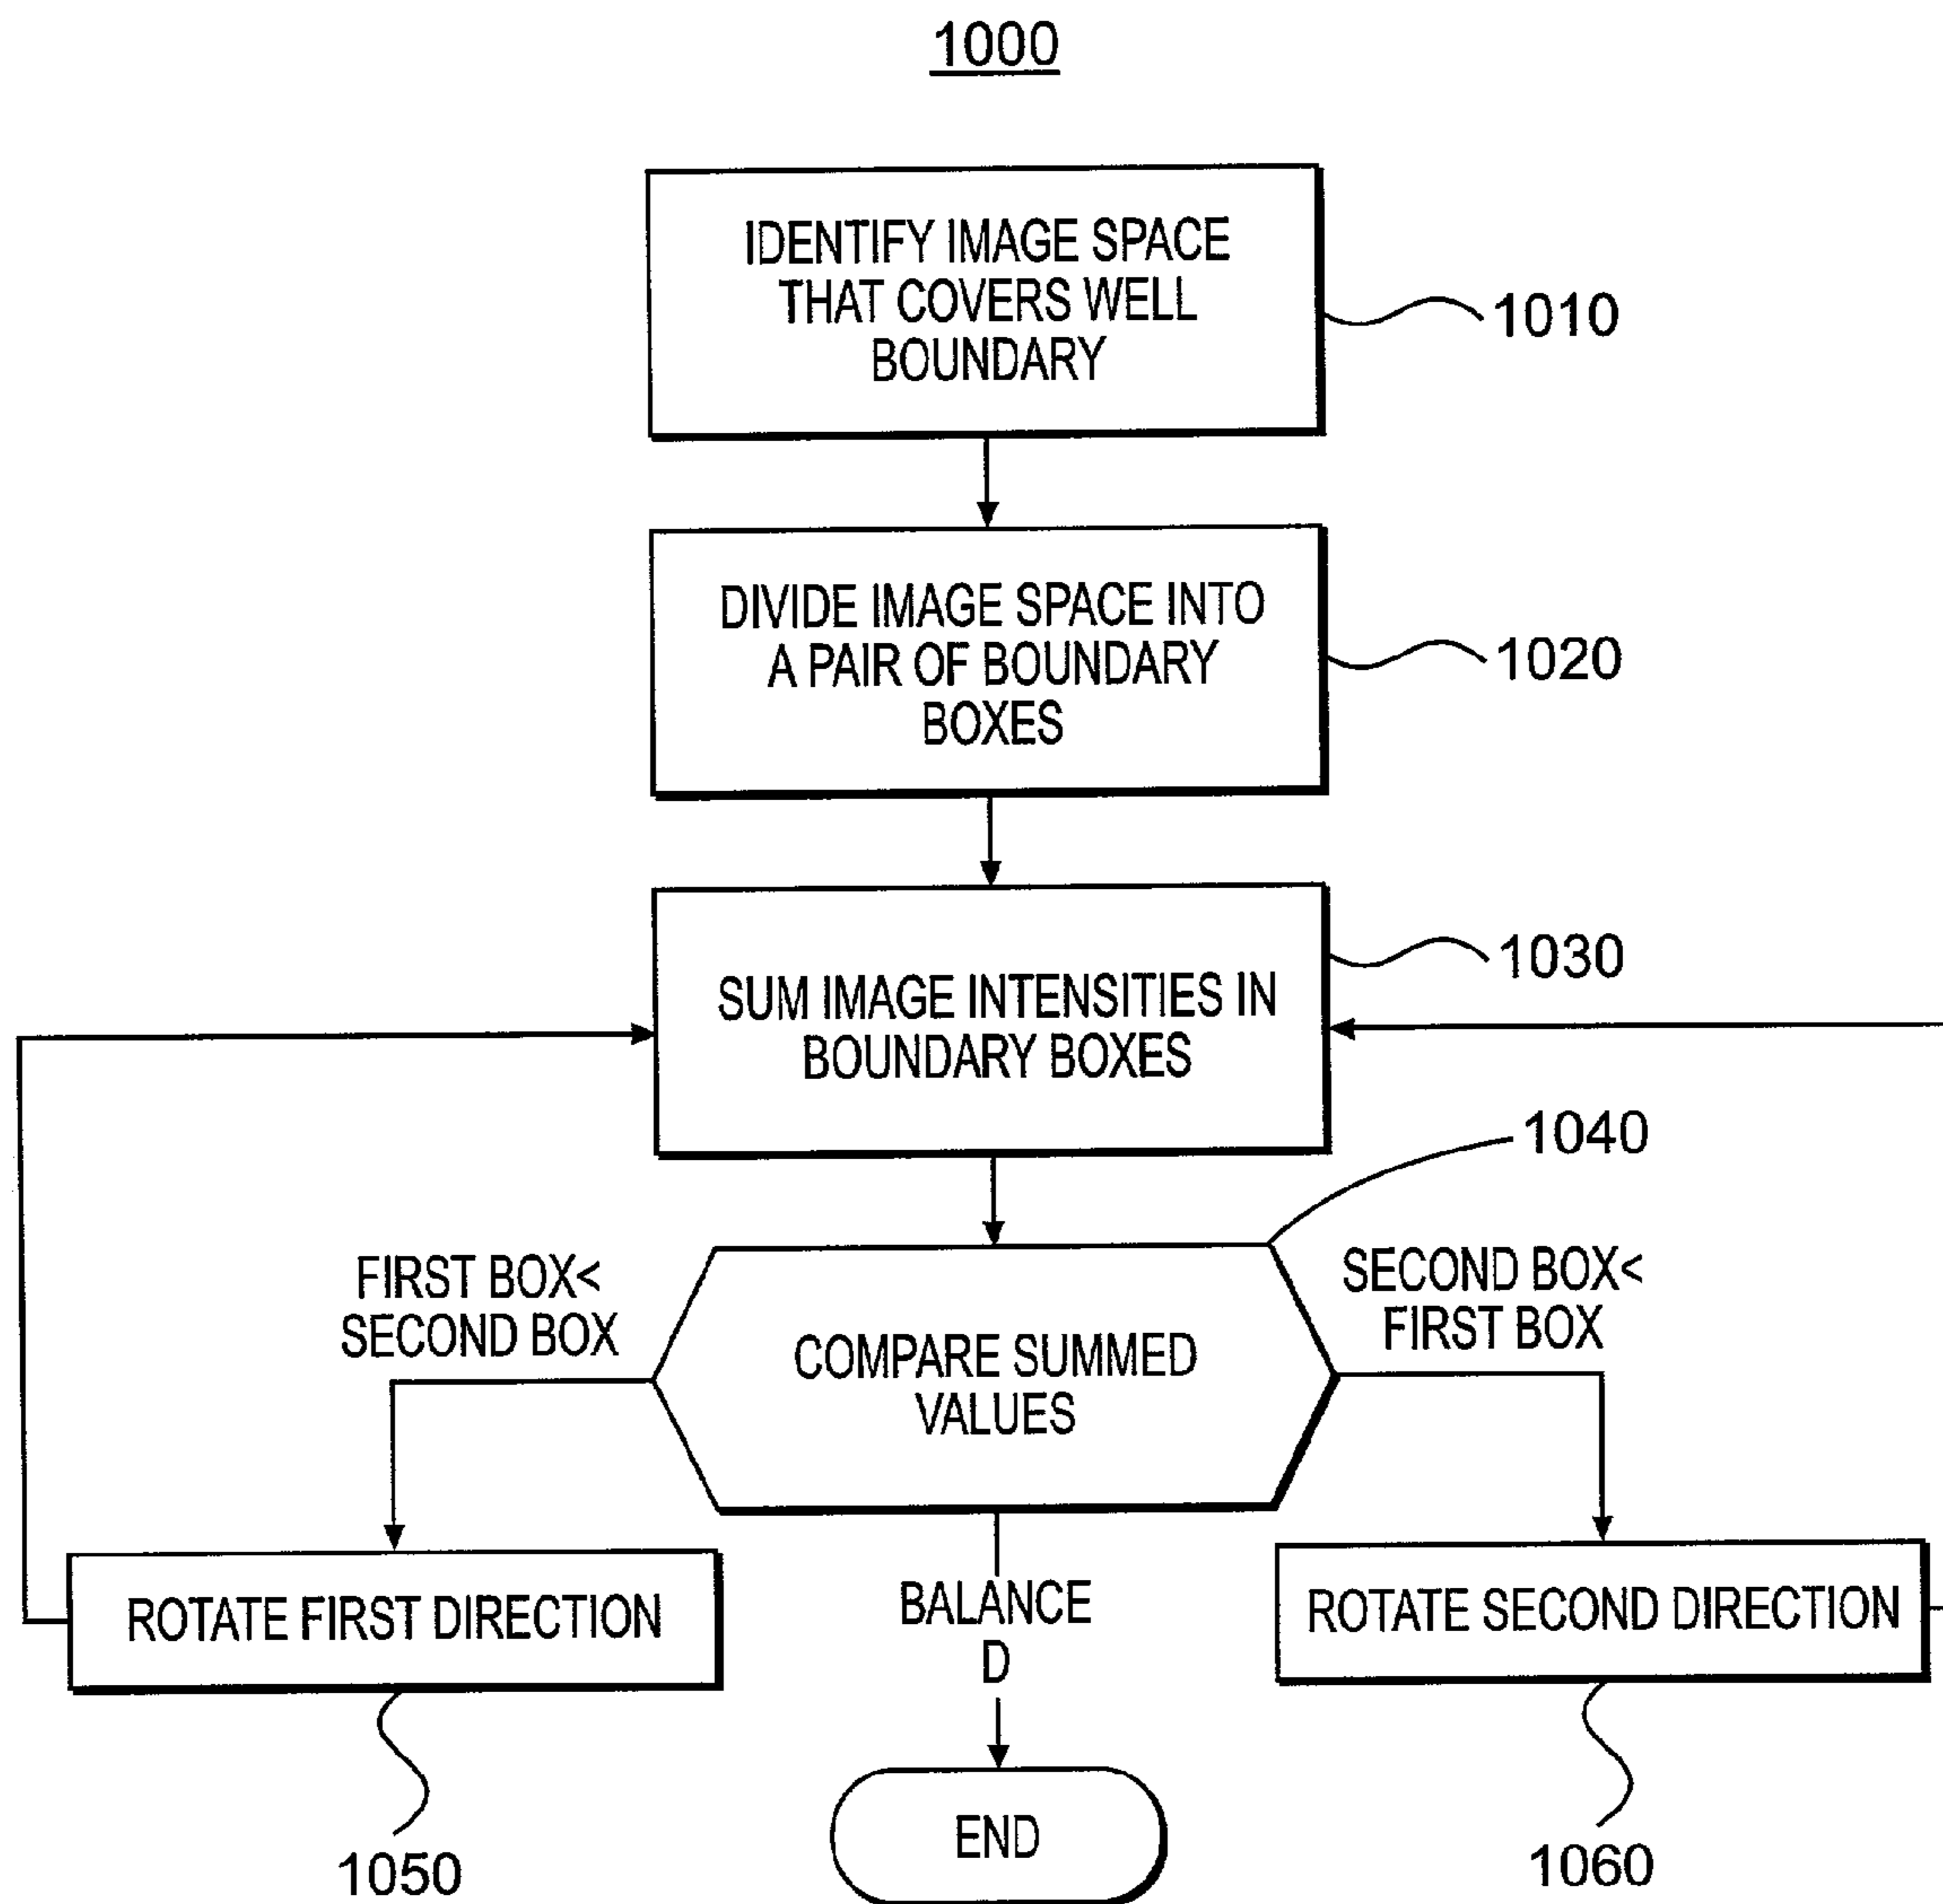 1000
IDENTIFY IMAGE SPACE
THAT COVERS WELL
BOUNDARY
1010
DIVIDE IMAGE SPACE INTO
A PAIR OF BOUNDARY
BOXES
1020
SUM IMAGE INTENSITIES IN
BOUNDARY BOXES
1030
1040
FIRST BOX<
SECOND BOX
COMPARE SUMMED
VALUES
SECOND BOX<
FIRST BOX
ROTATE FIRST DIRECTION
BALANCE
D
ROTATE SECOND DIRECTION
1050
END
1060